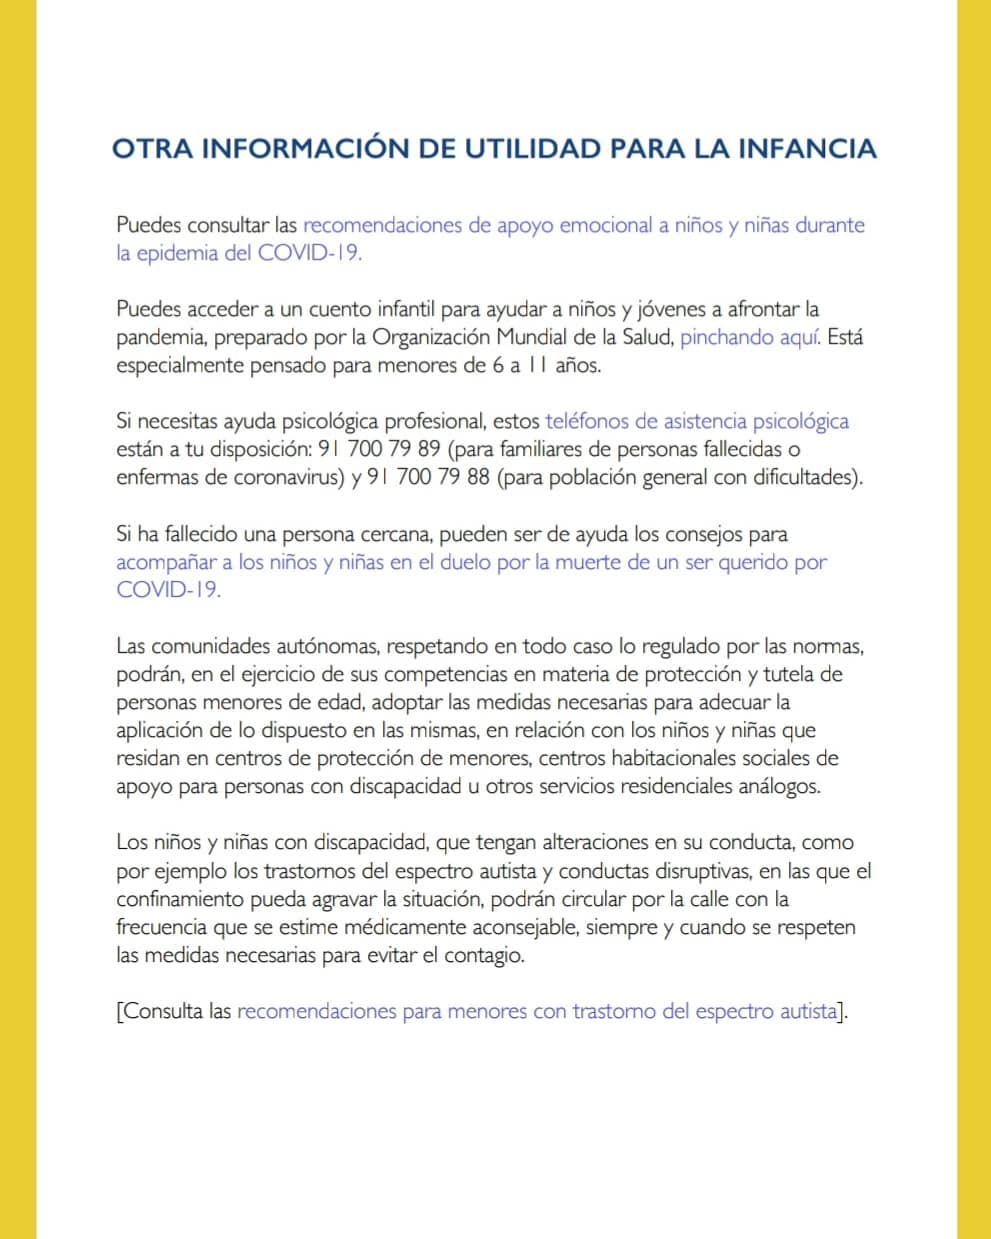 OTRA INFORMACIÓN DE UTILIDAD PARA LA INFANCIA
Puedes consultar las recomendaciones de apoyo emocional a niños y niñas durante
la epidemia del COVID-19.
Puedes acceder a un cuento infantil para ayudar a niños y jóvenes a afrontar la
pandemia, preparado por la Organización Mundial de la Salud, pinchando aquí. Está
especialmente pensado para menores de 6 a 11 años.
Si necesitas ayuda psicológica profesional, estos teléfonos de asistencia psicológica
están a tu disposición: 91 700 79 89 (para familiares de personas fallecidas o
enfermas de coronavirus) y 91 700 79 88 (para población general con dificultades).
Si ha fallecido una persona cercana, pueden ser de ayuda los consejos para
acompañar a los niños y niñas en el duelo por la muerte de un ser querido por
COVID-19.
Las comunidades autónomas, respetando en todo caso lo regulado por las normas,
podrán, en el ejercicio de sus competencias en materia de protección y tutela de
personas menores de edad, adoptar las medidas necesarias para adecuar la
aplicación de lo dispuesto en las mismas, en relación con los niños y niñas que
residan en centros de protección de menores, centros habitacionales sociales de
apoyo para personas con discapacidad u otros servicios residenciales análogos.
Los niños y niñas con discapacidad, que tengan alteraciones en su conducta, como
por ejemplo los trastornos del espectro autista y conductas disruptivas, en las que el
confinamiento pueda agravar la situación, podrán circular por la calle con la
frecuencia que se estime médicamente aconsejable, siempre y cuando se respeten
las medidas necesarias para evitar el contagio.
[Consulta las recomendaciones para menores con trastorno del espectro autista].